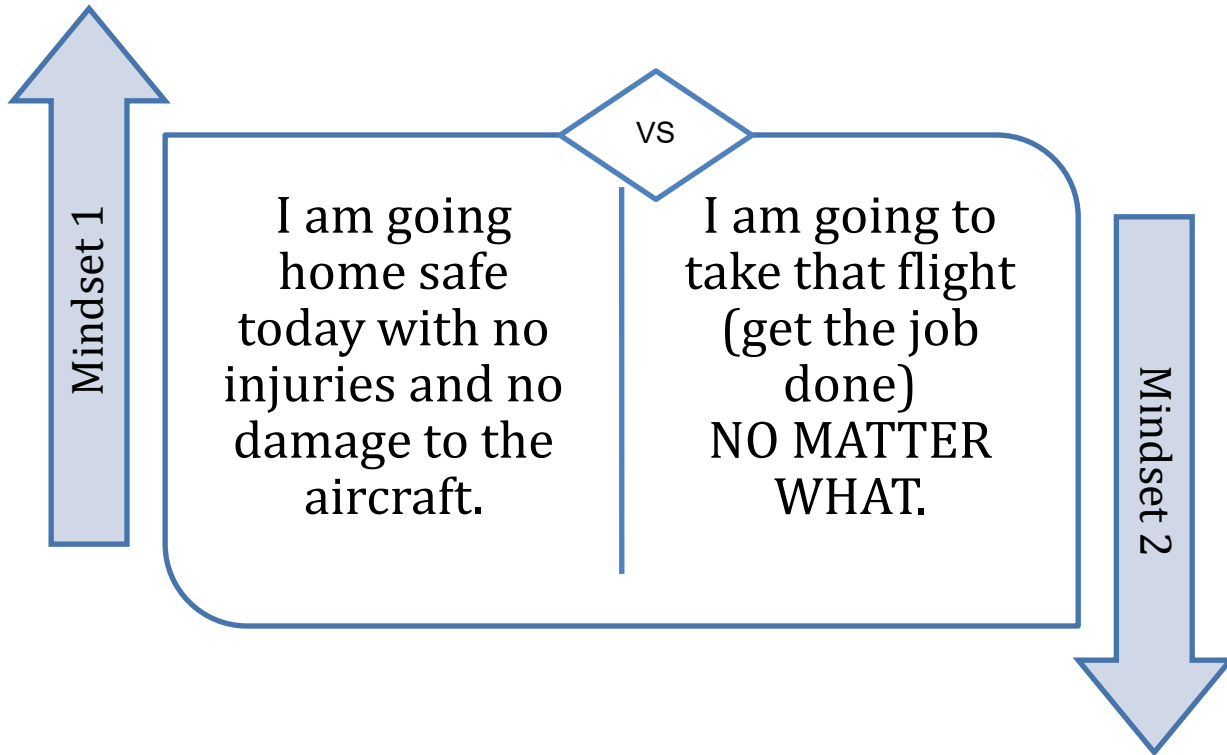 Mindset 1
VS
I am going
home safe
today with no
injuries and no
damage to the
aircraft.
I am going to
take that flight
(get the job
done)
NO MATTER
WHAT.
Mindset 2